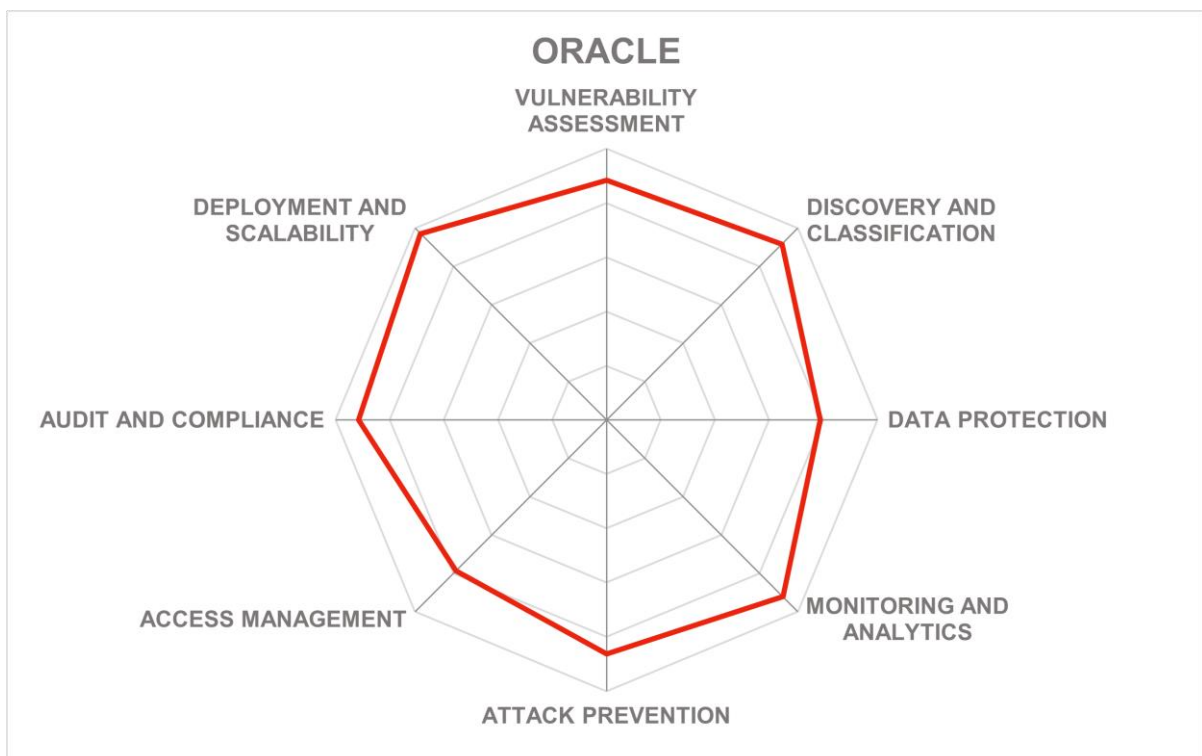 ORACLE
VULNERABILITY
ASSESSMENT
DISCOVERY AND
CLASSIFICATION
DATA PROTECTION
MONITORING AND
ANALYTICS
ATTACK PREVENTION
ACCESS MANAGEMENT
AUDIT AND COMPLIANCE
DEPLOYMENT AND
SCALABILITY